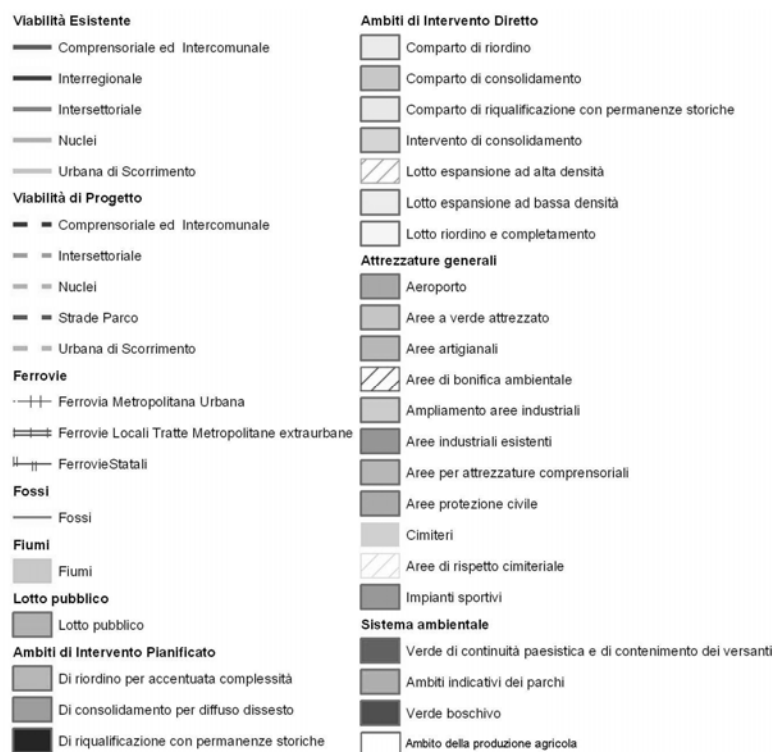 Viabilità Esistente
Comprensoriale ed Intercomunale
Interregionale
Intersettoriale
Nuclei
Urbana di Scorrimento
Viabilità di Progetto
Comprensoriale ed Intercomunale
Intersettoriale
Nuclei
Strade Parco
Urbana di Scorrimento
Ferrovie
Ferrovia Metropolitana Urbana
Ferrovie Locali Tratte Metropolitane extraurbane
FerrovieStatali
Fossi
Fossi
Fiumi
Fiumi
Lotto pubblico
Lotto pubblico
Ambiti di Intervento Pianificato
Di riordino per accentuata complessità
Di consolidamento per diffuso dissesto
Di riqualificazione con permanenze storiche
Ambiti di Intervento Diretto
Comparto di riordino
Comparto di consolidamento
Comparto di riqualificazione con permanenze storiche
Intervento di consolidamento
Lotto espansione ad alta densità
Lotto espansione ad bassa densità
Lotto riordino e completamento
Attrezzature generali
Aeroporto
Aree a verde attrezzato
Aree artigianali
Aree di bonifica ambientale
Ampliamento aree industriali
Aree industriali esistenti
Aree per attrezzature comprensoriali
Aree protezione civile
Cimiteri
Aree di rispetto cimiteriale
Impianti sportivi
Sistema ambientale
Verde di continuità paesistica e di contenimento dei versanti
Ambiti indicativi dei parchi
Verde boschivo
Ambito della produzione agricola